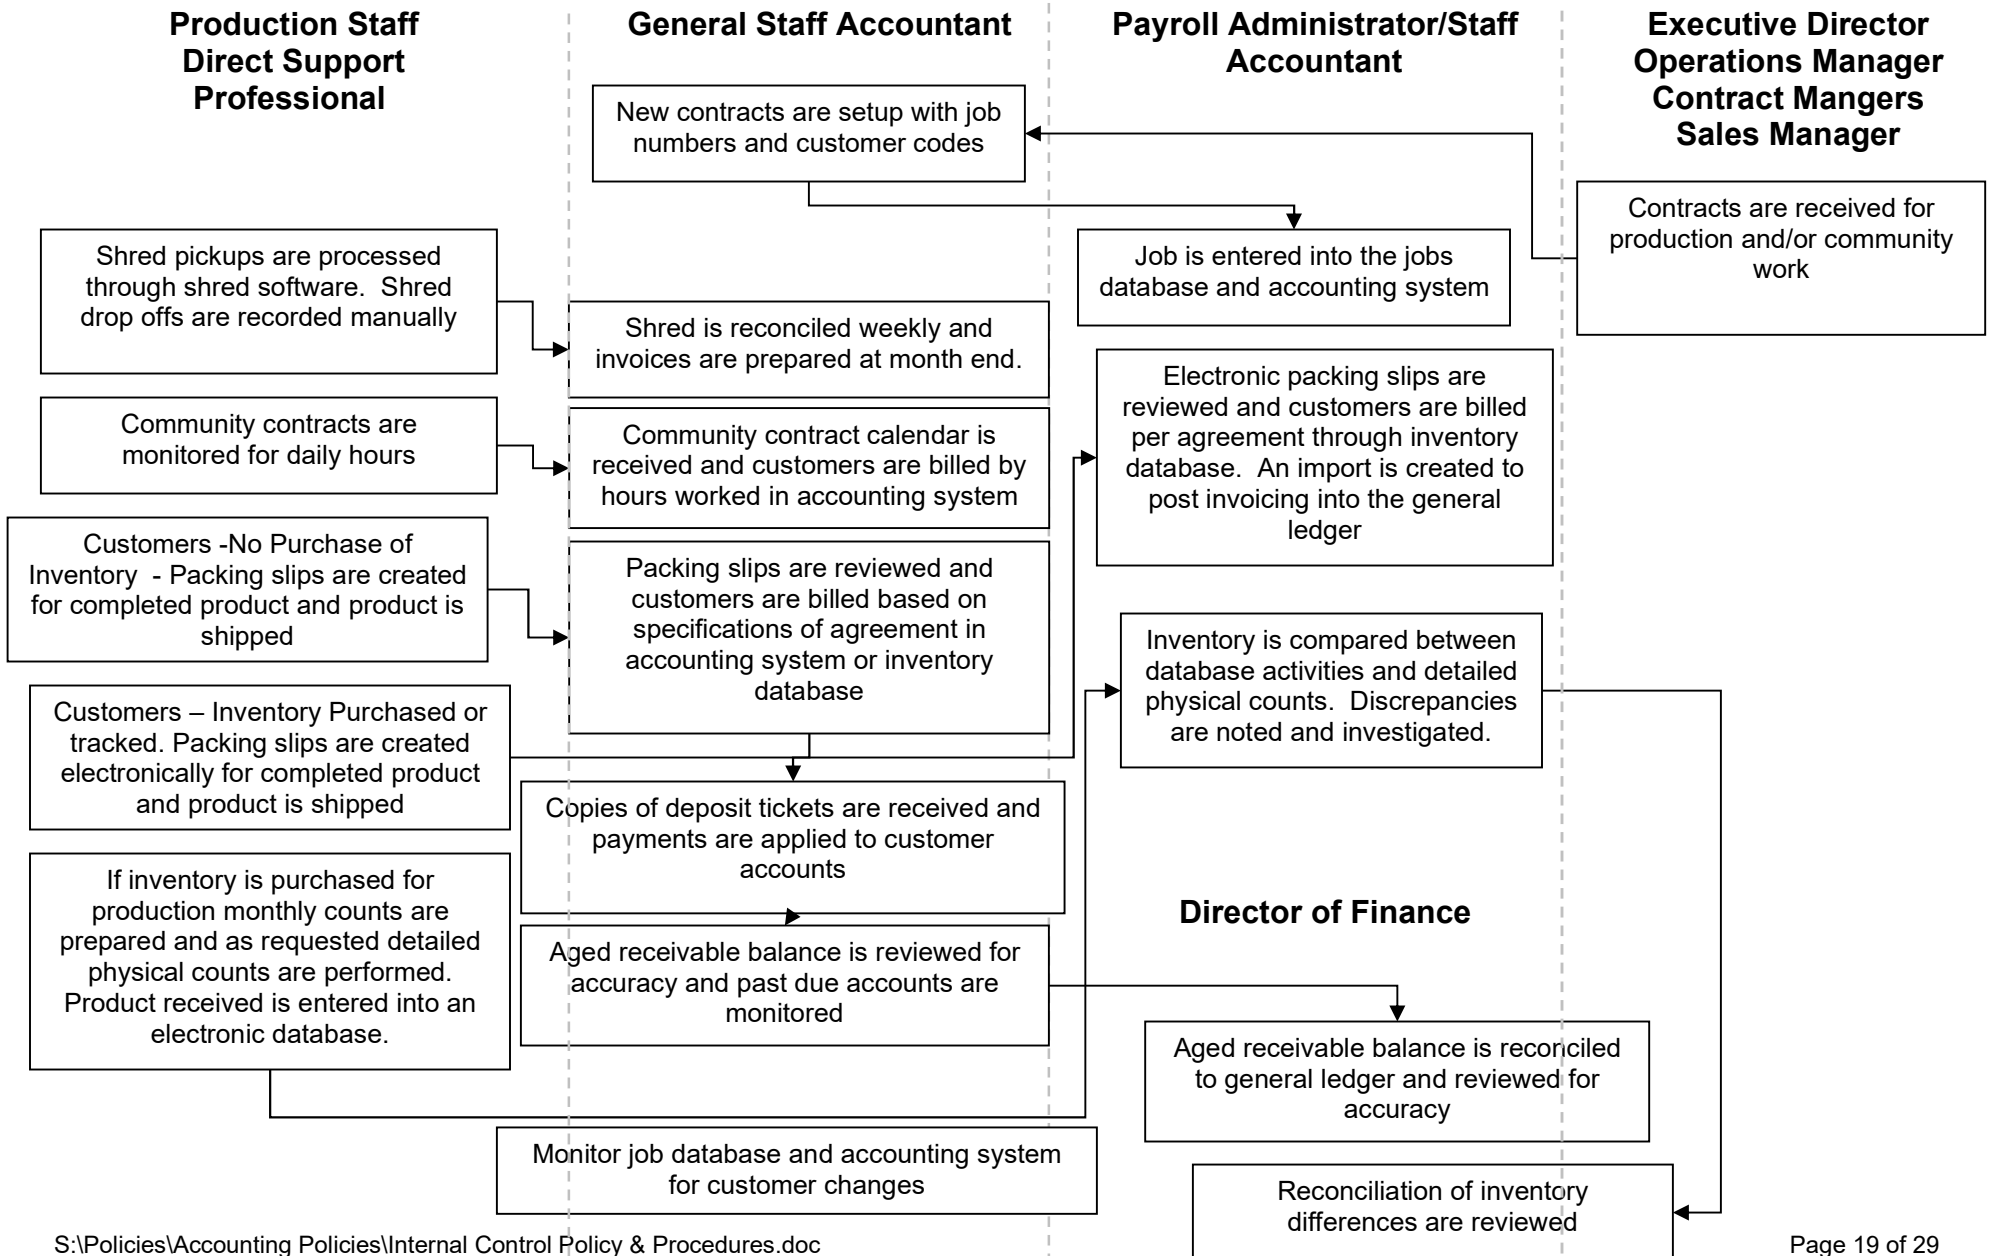 Production Staff
Direct Support
Professional
General Staff Accountant
Payroll Administrator/Staff
Accountant
Executive Director
Operations Manager
Contract Mangers
Sales Manager
New contracts are setup with job
numbers and customer codes
Contracts are received for
production and/or community
work
Job is entered into the jobs
database and accounting system
Shred pickups are processed
through shred software.  Shred
drop offs are recorded manually
Shred is reconciled weekly and
invoices are prepared at month end.
Community contracts are
monitored for daily hours
Community contract calendar is
received and customers are billed by
hours worked in accounting system
Electronic packing slips are
reviewed and customers are billed
per agreement through inventory
database.  An import is created to
post invoicing into the general
ledger
Customers -No Purchase of
Inventory  - Packing slips are created
for completed product and product is
shipped
Packing slips are reviewed and
customers are billed based on
specifications of agreement in
accounting system or inventory
database
Inventory is compared between
database activities and detailed
physical counts.  Discrepancies
are noted and investigated.
Customers – Inventory Purchased or
tracked. Packing slips are created
electronically for completed product
and product is shipped
Copies of deposit tickets are received and
payments are applied to customer
accounts
If inventory is purchased for
production monthly counts are
prepared and as requested detailed
physical counts are performed.
Product received is entered into an
electronic database.
Director of Finance
Aged receivable balance is reviewed for
accuracy and past due accounts are
monitored
Aged receivable balance is reconciled
to general ledger and reviewed for
accuracy
Monitor job database and accounting system
for customer changes
Reconciliation of inventory
differences are reviewed
S:\Policies\Accounting Policies\Internal Control Policy & Procedures.doc
Page 19 of 29